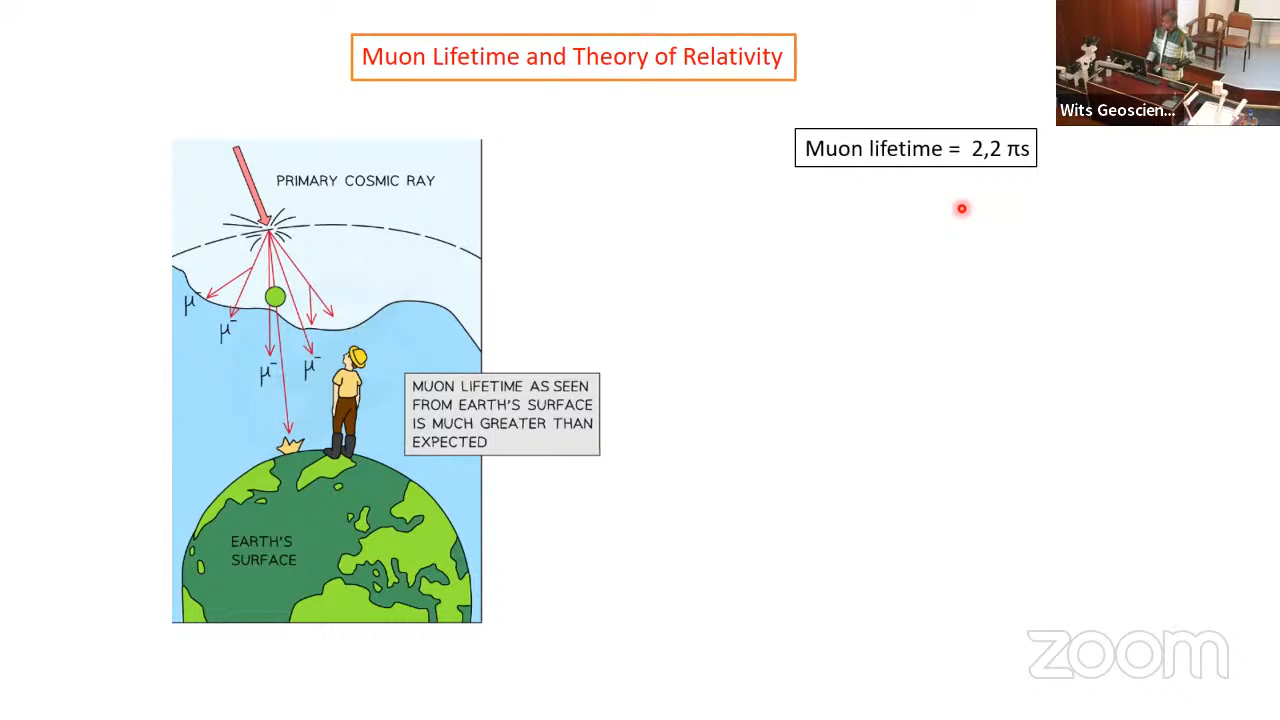 Muon Lifetime and Theory of Relativity
Wits Geoscien...
Muon lifetime = 2,2 πs
PRIMARY COSMIC RAY
μ⁻
μ⁻
μ⁻
μ⁻
MUON LIFETIME AS SEEN
FROM EARTH'S SURFACE
IS MUCH GREATER THAN
EXPECTED
EARTH'S
SURFACE
zoom